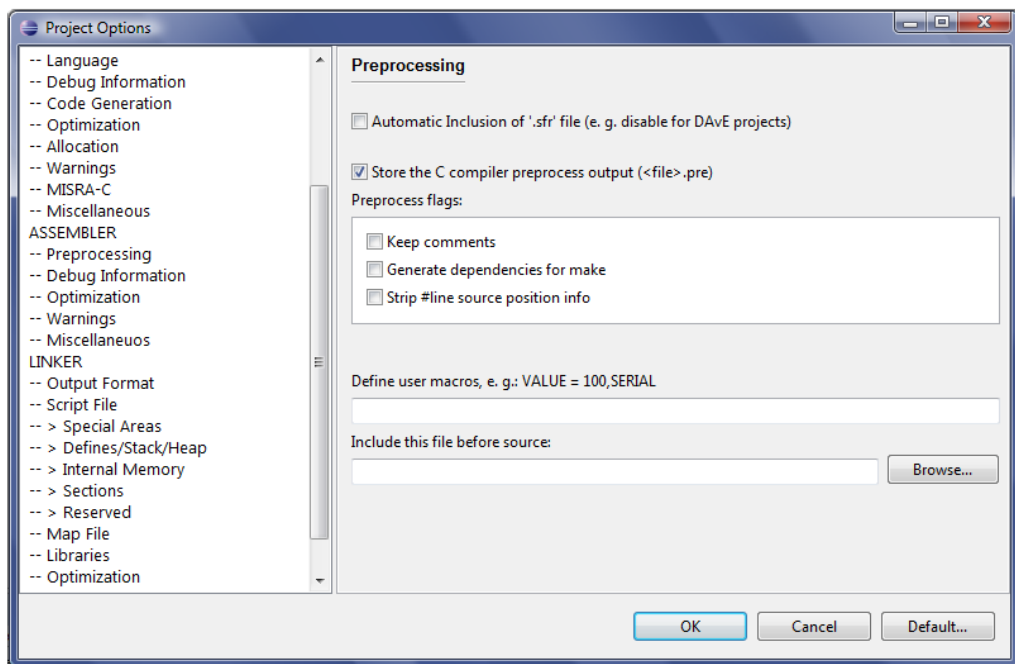 Project Options
-- Language
-- Debug Information
-- Code Generation
-- Optimization
-- Allocation
-- Warnings
-- MISRA-C
-- Miscellaneous
ASSEMBLER
-- Preprocessing
-- Debug Information
-- Optimization
-- Warnings
-- Miscellaneuos
LINKER
-- Output Format
-- Script File
-- > Special Areas
-- > Defines/Stack/Heap
-- > Internal Memory
-- > Sections
-- > Reserved
-- Map File
-- Libraries
-- Optimization
Preprocessing
Automatic Inclusion of '.sfr' file (e. g. disable for DAvE projects)
Store the C compiler preprocess output (<file>.pre)
Preprocess flags:
Keep comments
Generate dependencies for make
Strip #line source position info
Define user macros, e. g.: VALUE = 100,SERIAL
Include this file before source:
Browse...
OK
Cancel
Default...